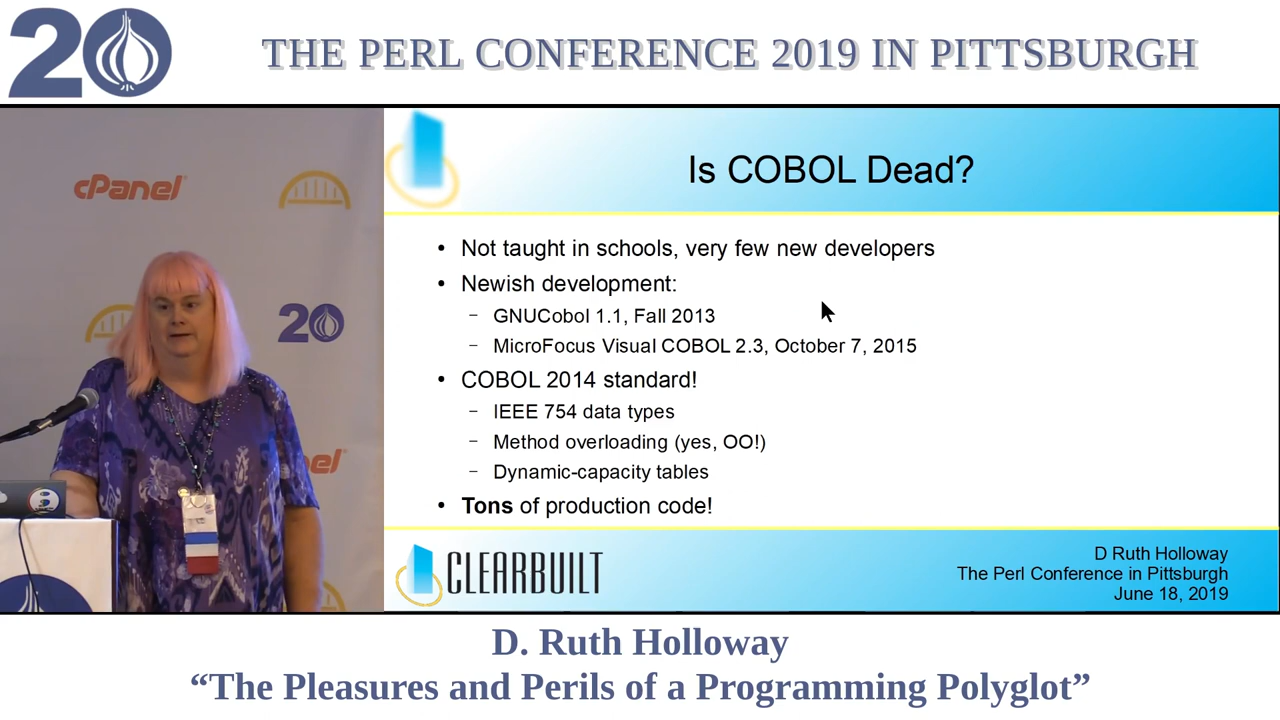 20
THE PERL CONFERENCE 2019 IN PITTSBURGH
cPanel
20
el
Is COBOL Dead?
• Not taught in schools, very few new developers
• Newish development:
– GNUCobol 1.1, Fall 2013
– MicroFocus Visual COBOL 2.3, October 7, 2015
• COBOL 2014 standard!
– IEEE 754 data types
– Method overloading (yes, OO!)
– Dynamic-capacity tables
• Tons of production code!
CLEARBUILT
D Ruth Holloway
The Perl Conference in Pittsburgh
June 18, 2019
D. Ruth Holloway
“The Pleasures and Perils of a Programming Polyglot”